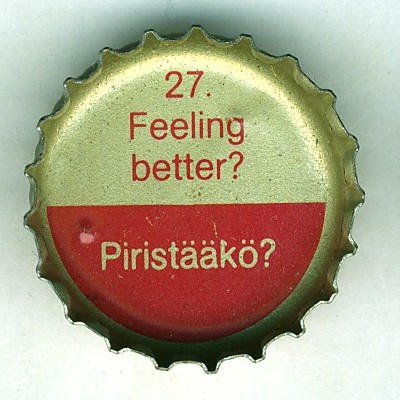 27.
Feeling
better?
Piristääkö?